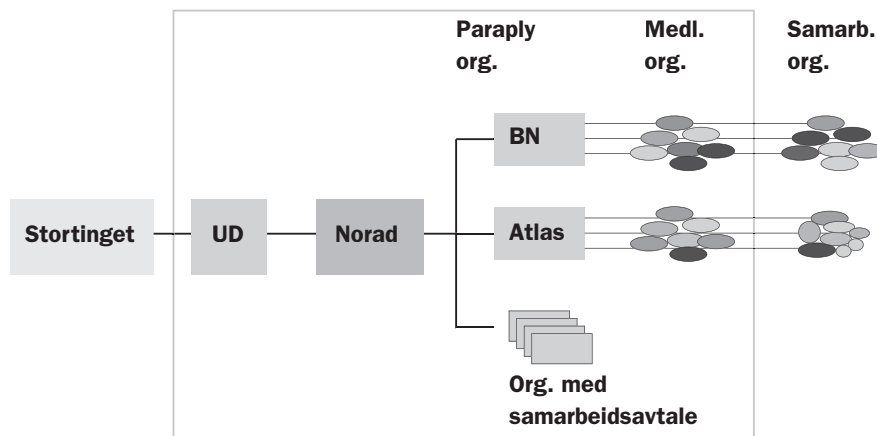 Paraply
org.
Medl.
org.
Samarb.
org.
BN
Stortinget
UD
Norad
Atlas
Org. med
samarbeidsavtale